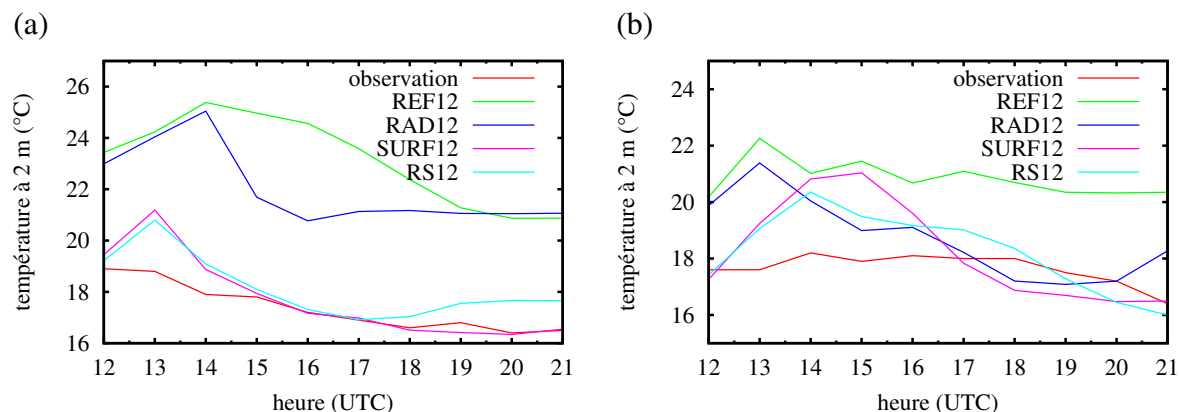 (a)
température à 2 m (°C)
26
24
22
20
18
16
observation
REF12
RAD12
SURF12
RS12
12 13 14 15 16 17 18 19 20 21
heure (UTC)
(b)
température à 2 m (°C)
24
22
20
18
16
observation
REF12
RAD12
SURF12
RS12
12 13 14 15 16 17 18 19 20 21
heure (UTC)